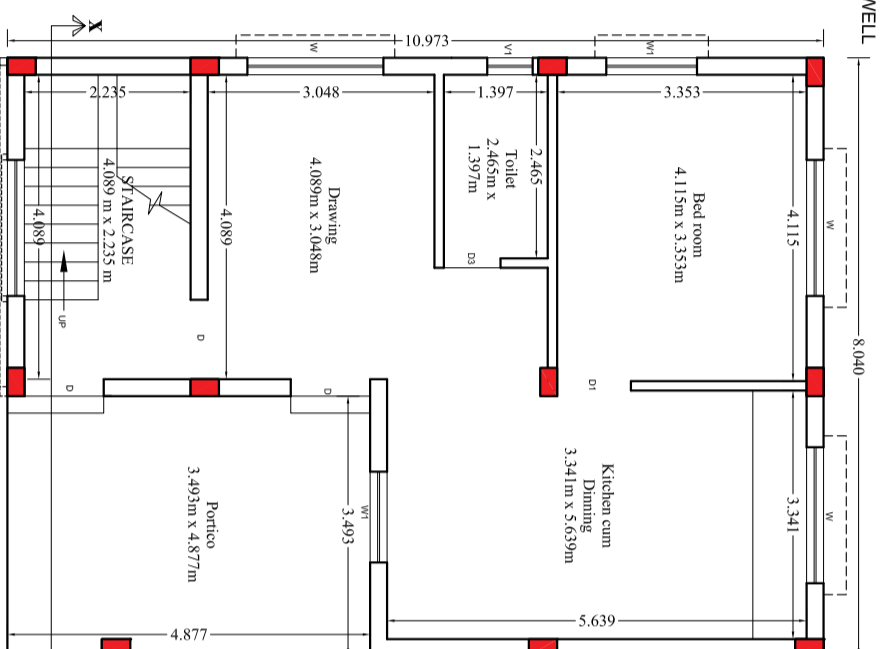 WELL
X
10.973
W
V1
W1
2.235
3.048
1.397
3.353
STAIRCASE
4.089 m x 2.235 m
4.089
UP
Drawing
4.089m x 3.048m
4.089
Toilet
2.465m x
1.397m
2.465
D3
Bed room
4.115m x 3.353m
4.115
W
8.040
D
D
D
D1
Portico
3.493m x 4.877m
3.493
W1
Kitchen cum
Dinning
3.341m x 5.639m
3.341
W
4.877
5.639